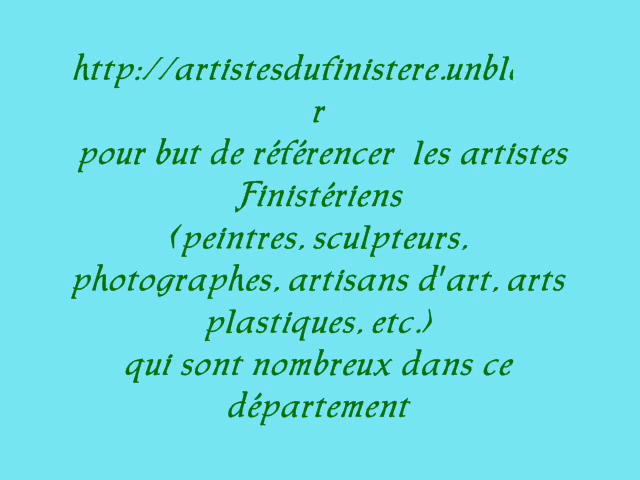 http://artistesdufinistere.unbl
r
pour but de référencer les artistes
Finistériens
(peintres, sculpteurs,
photographes, artisans d'art, arts
plastiques, etc.)
qui sont nombreux dans ce
département